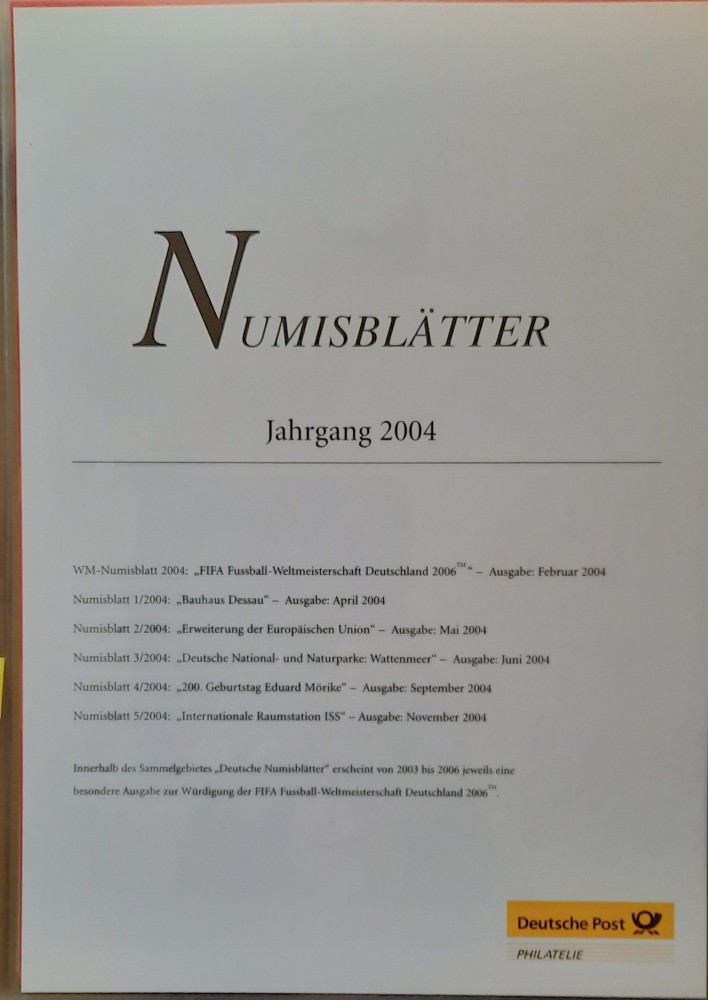 NUMISBLÄTTER
Jahrgang 2004
WM-Numisblatt 2004: „FIFA Fussball-Weltmeisterschaft Deutschland 2006™“ – Ausgabe: Februar 2004
Numisblatt 1/2004: „Bauhaus Dessau“ – Ausgabe: April 2004
Numisblatt 2/2004: „Erweiterung der Europäischen Union“ – Ausgabe: Mai 2004
Numisblatt 3/2004: „Deutsche National- und Naturparke: Wattenmeer“ – Ausgabe: Juni 2004
Numisblatt 4/2004: „200. Geburtstag Eduard Mörike“ – Ausgabe: September 2004
Numisblatt 5/2004: „Internationale Raumstation ISS“ – Ausgabe: November 2004
Innerhalb des Sammelgebietes „Deutsche Numisblätter“ erscheint von 2003 bis 2006 jeweils eine
besondere Ausgabe zur Würdigung der FIFA Fussball-Weltmeisterschaft Deutschland 2006™.
Deutsche Post
PHILATELIE